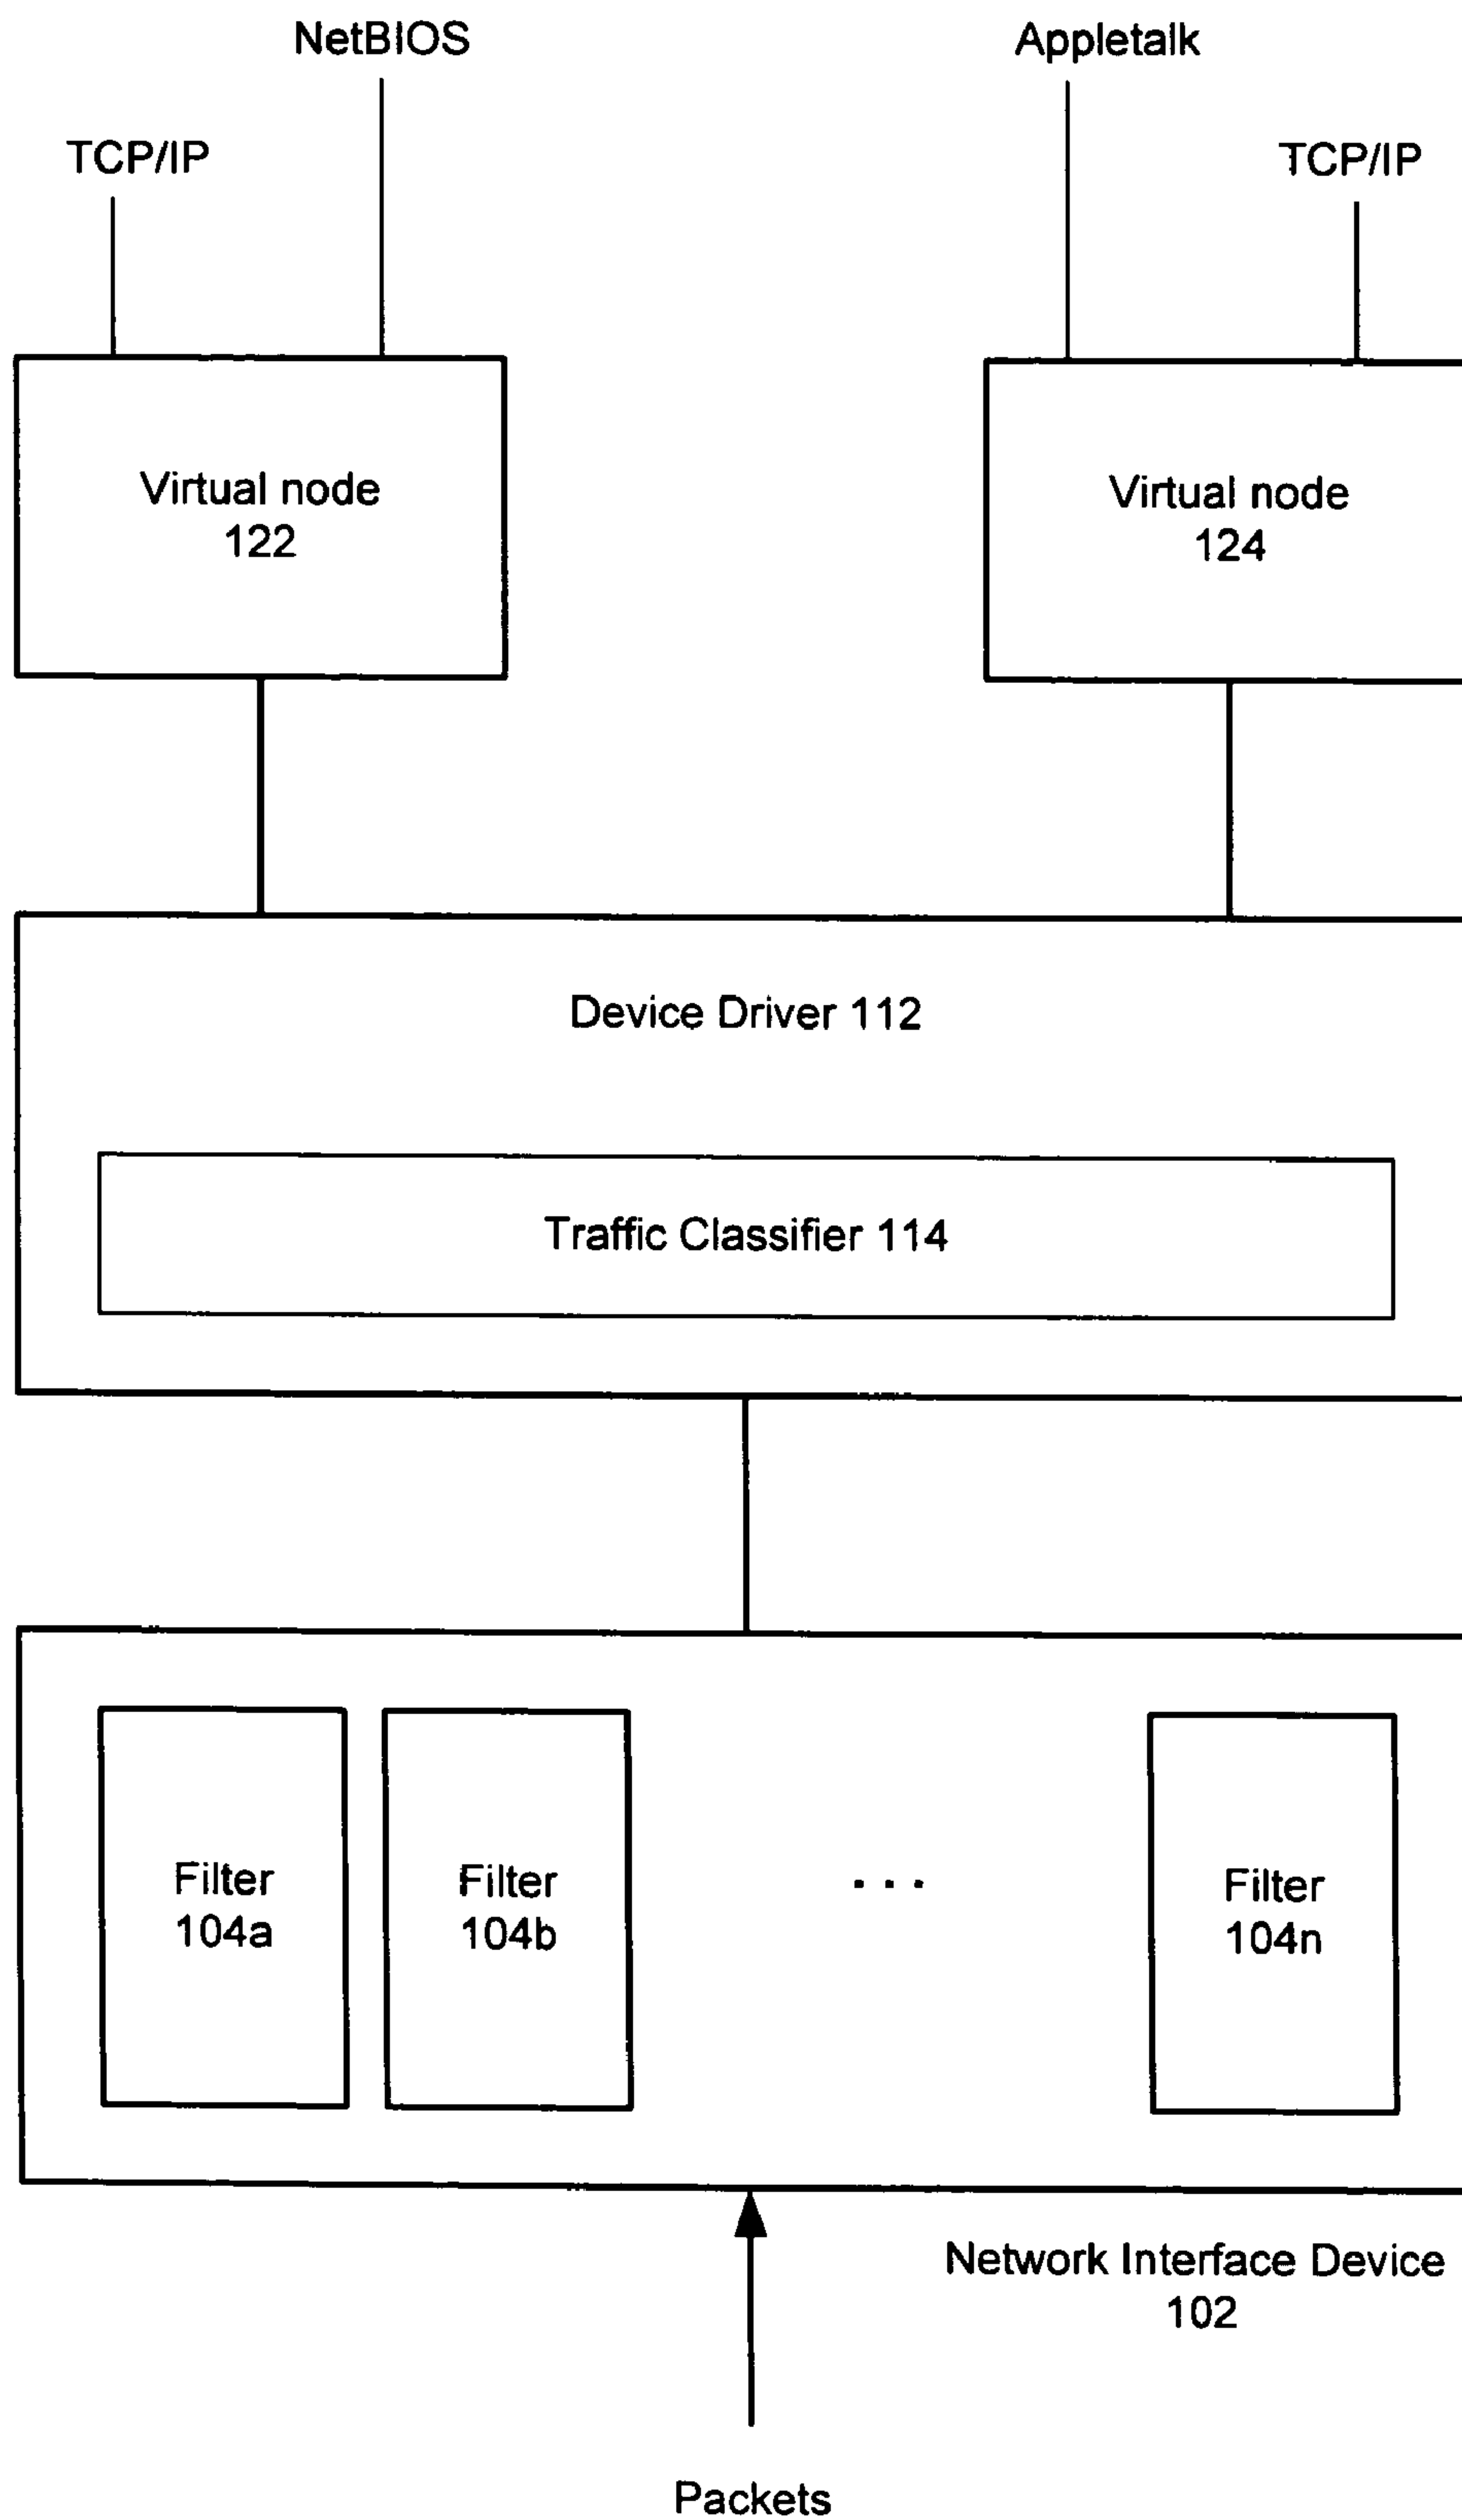 NetBIOS
Appletalk
TCP/IP
TCP/IP
Virtual node
122
Virtual node
124
Device Driver 112
Traffic Classifier 114
Filter
104a
Filter
104b
. . .
Filter
104n
Network Interface Device
102
Packets